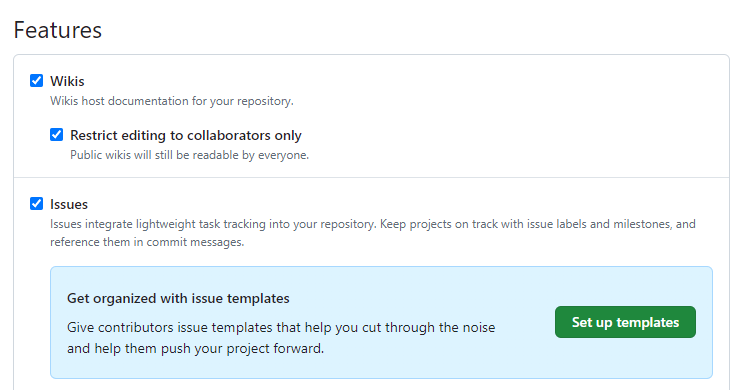 Features
Wikis
Wikis host documentation for your repository.
Restrict editing to collaborators only
Public wikis will still be readable by everyone.
Issues
Issues integrate lightweight task tracking into your repository. Keep projects on track with issue labels and milestones, and
reference them in commit messages.
Get organized with issue templates
Give contributors issue templates that help you cut through the noise
and help them push your project forward.
Set up templates